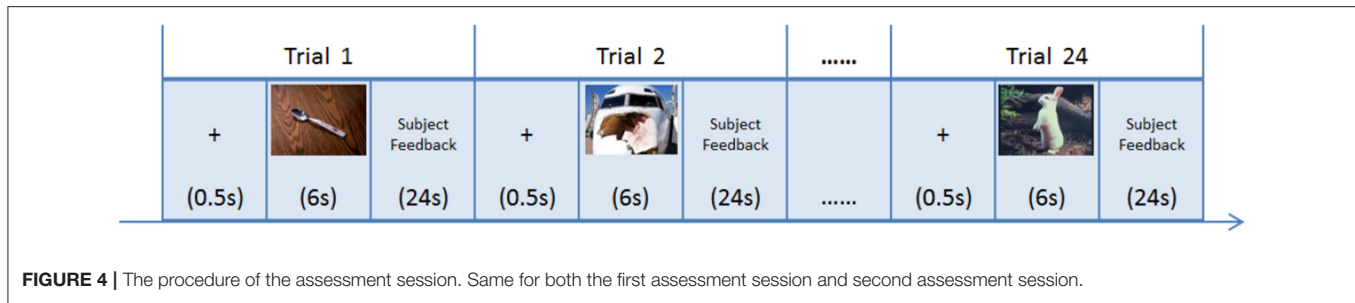 Trial 1 Trial 2 ...... Trial 24
+ Subject Feedback + Subject Feedback + Subject Feedback
(0.5s) (6s) (24s) (0.5s) (6s) (24s) ...... (0.5s) (6s) (24s)
FIGURE 4 | The procedure of the assessment session. Same for both the first assessment session and second assessment session.